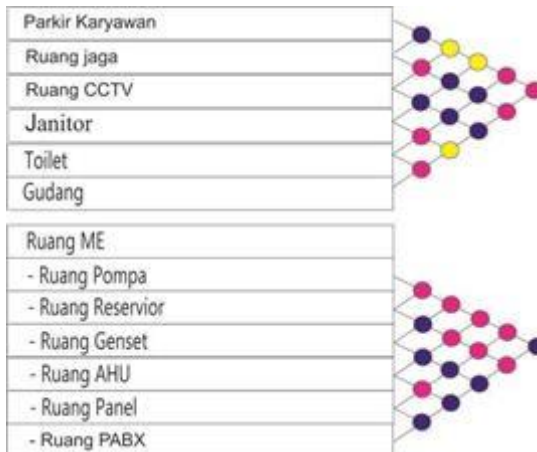 Parkir Karyawan
Ruang jaga
Ruang CCTV
Janitor
Toilet
Gudang
Ruang ME
- Ruang Pompa
- Ruang Reservior
- Ruang Genset
- Ruang AHU
- Ruang Panel
- Ruang PABX